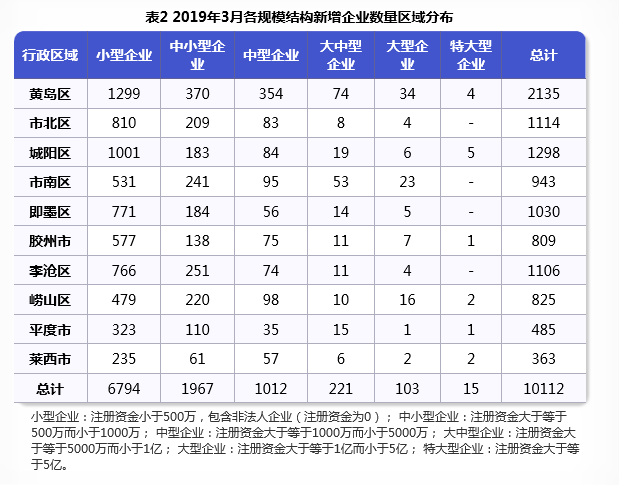 表2 2019年3月各规模结构新增企业数量区域分布
行政区域 小型企业 中小型企业 中型企业 大中型企业 大型企业 特大型企业 总计
黄岛区 1299 370 354 74 34 4 2135
市北区 810 209 83 8 4 - 1114
城阳区 1001 183 84 19 6 5 1298
市南区 531 241 95 53 23 - 943
即墨区 771 184 56 14 5 - 1030
胶州市 577 138 75 11 7 1 809
李沧区 766 251 74 11 4 - 1106
崂山区 479 220 98 10 16 2 825
平度市 323 110 35 15 1 1 485
莱西市 235 61 57 6 2 2 363
总计 6794 1967 1012 221 103 15 10112
小型企业：注册资金小于500万，包含非法人企业（注册资金为0）； 中小型企业：注册资金大于等于
500万而小于1000万； 中型企业：注册资金大于等于1000万而小于5000万； 大中型企业：注册资金大
于等于5000万而小于1亿； 大型企业：注册资金大于等于1亿而小于5亿； 特大型企业：注册资金大于等
于5亿。